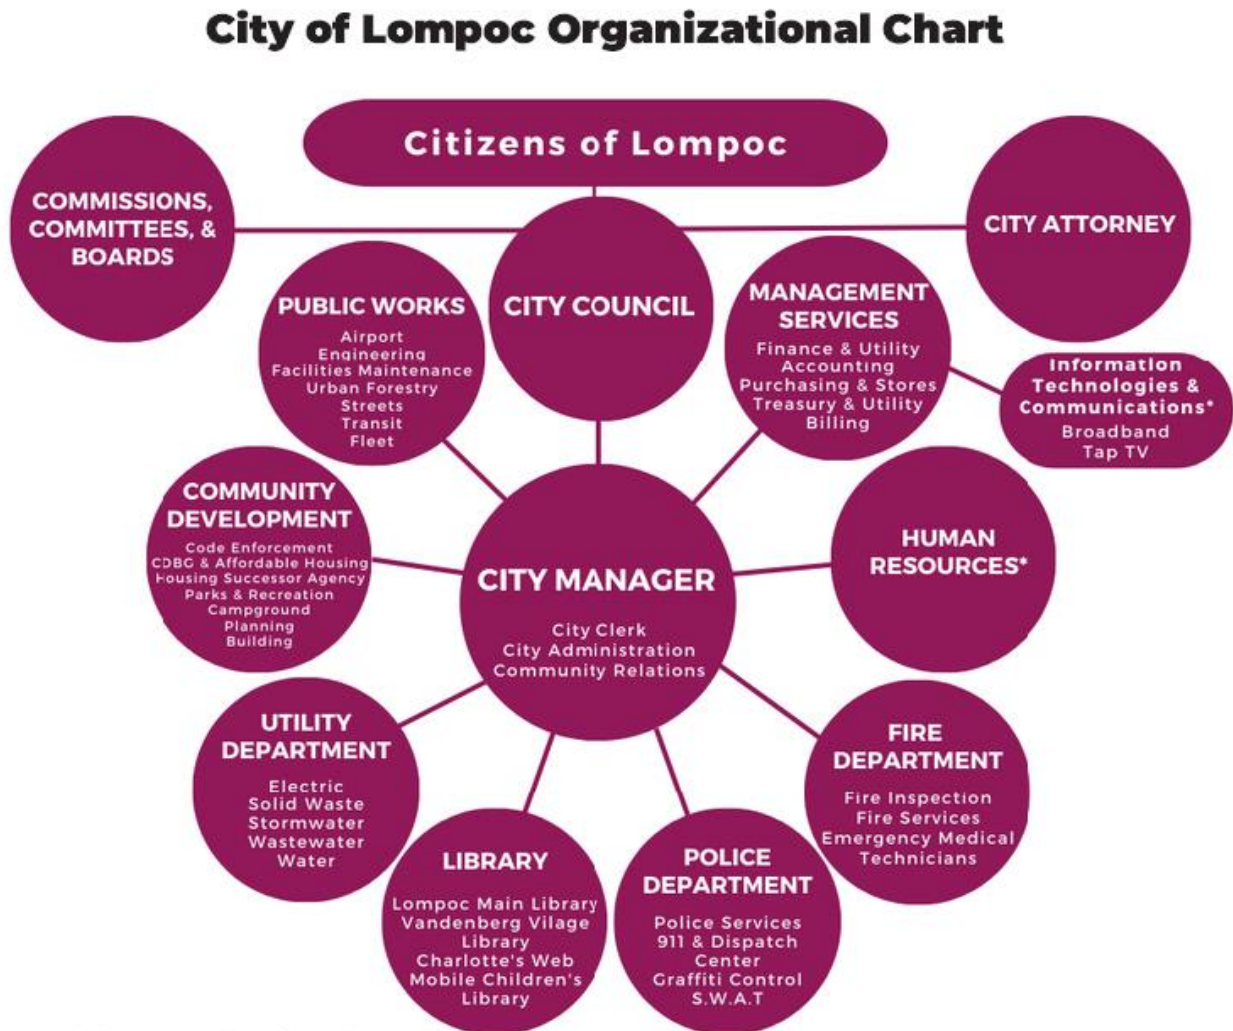 City of Lompoc Organizational Chart
Citizens of Lompoc
COMMISSIONS,
COMMITTEES, &
BOARDS
CITY COUNCIL
CITY ATTORNEY
PUBLIC WORKS
Airport
Engineering
Facilities Maintenance
Urban Forestry
Streets
Transit
Fleet
MANAGEMENT
SERVICES
Finance & Utility
Accounting
Purchasing & Stores
Treasury & Utility
Billing
Information
Technologies &
Communications*
Broadband
Tap TV
COMMUNITY
DEVELOPMENT
Code Enforcement
CDBG & Affordable Housing
Housing Successor Agency
Parks & Recreation
Campground
Planning
Building
CITY MANAGER
City Clerk
City Administration
Community Relations
HUMAN
RESOURCES*
UTILITY
DEPARTMENT
Electric
Solid Waste
Stormwater
Wastewater
Water
LIBRARY
Lompoc Main Library
Vandenberg Vilage
Library
Charlotte's Web
Mobile Children's
Library
POLICE
DEPARTMENT
Police Services
911 & Dispatch
Center
Graffiti Control
S.W.A.T
FIRE
DEPARTMENT
Fire Inspection
Fire Services
Emergency Medical
Technicians